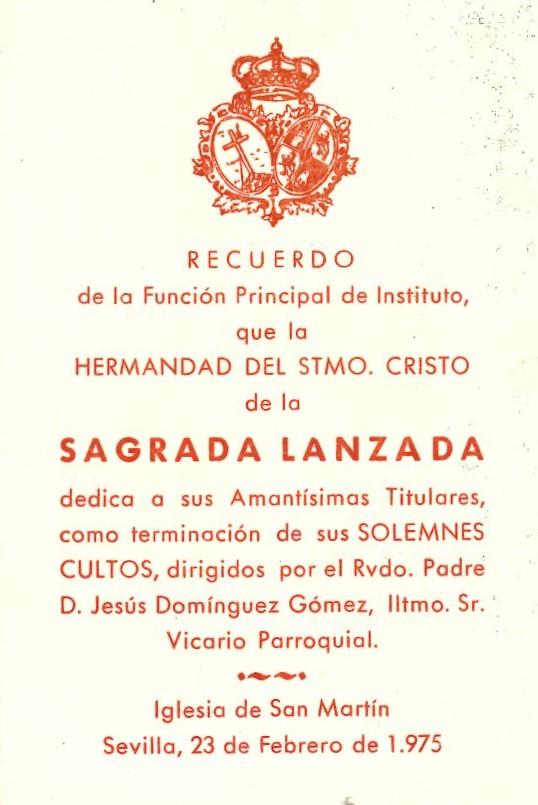 RECUERDO
de la Función Principal de Instituto,
que la
HERMANDAD DEL STMO. CRISTO
de la
SAGRADA LANZADA
dedica a sus Amantísimas Titulares,
como terminación de sus SOLEMNES
CULTOS, dirigidos por el Rvdo. Padre
D. Jesús Domínguez Gómez, Iltmo. Sr.
Vicario Parroquial.
Iglesia de San Martín
Sevilla, 23 de Febrero de 1.975